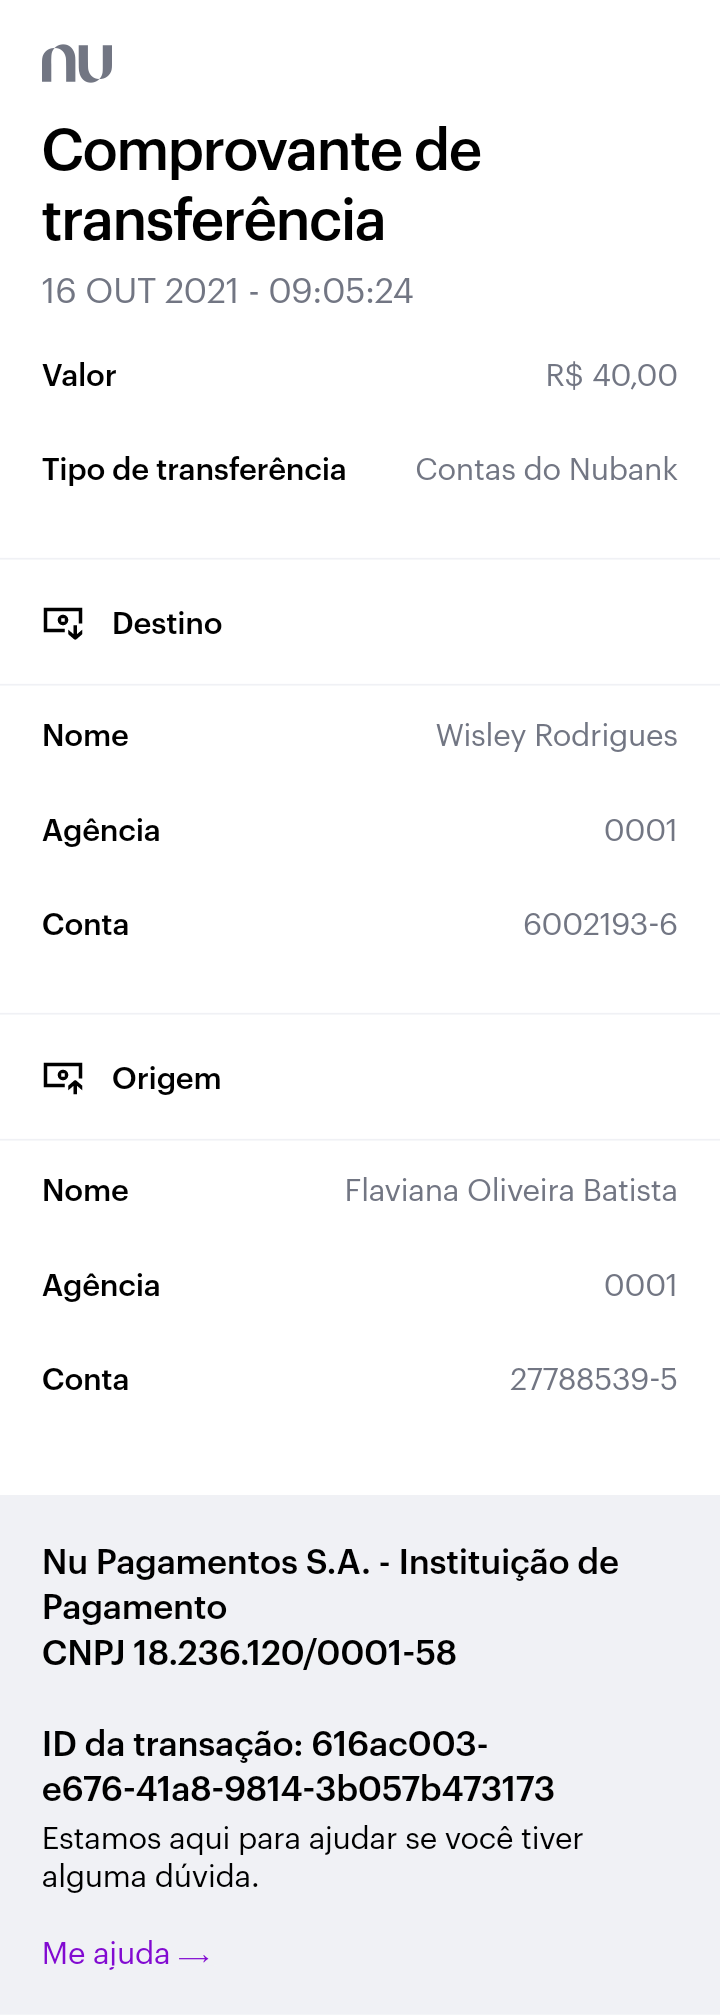 nu
Comprovante de
transferência
16 OUT 2021 - 09:05:24
Valor R$ 40,00
Tipo de transferência Contas do Nubank
Destino
Nome Wisley Rodrigues
Agência 0001
Conta 6002193-6
Origem
Nome Flaviana Oliveira Batista
Agência 0001
Conta 27788539-5
Nu Pagamentos S.A. - Instituição de
Pagamento
CNPJ 18.236.120/0001-58
ID da transação: 616ac003-
e676-41a8-9814-3b057b473173
Estamos aqui para ajudar se você tiver
alguma dúvida.
Me ajuda →